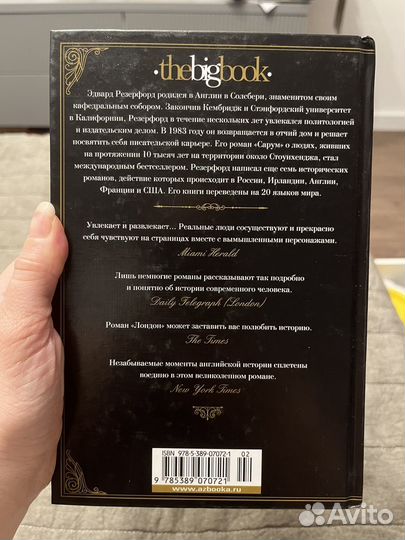 ·thebigbook·
Эдвард Резерфорд родился в Англии в Солсбери, знаменитом своим
кафедральным собором. Закончив Кембридж и Стэнфордский университет
в Калифорнии, Резерфорд в течение нескольких лет увлекался политологией
и издательским делом. В 1983 году он возвращается в отчий дом и решает
посвятить себя писательской карьере. Его роман «Сарум» о людях, живших
на протяжении 10 тысяч лет на территории около Стоунхенджа, стал
международным бестселлером. Резерфорд написал еще семь исторических
романов, действие которых происходит в России, Ирландии, Англии,
Франции и США. Его книги переведены на 20 языков мира.
Увлекает и развлекает... Реальные люди сосуществуют и прекрасно
себя чувствуют на страницах вместе с вымышленными персонажами.
Miami Herald
Лишь немногие романы рассказывают так подробно
и понятно об истории современного человека.
Daily Telegraph (London)
Роман «Лондон» может заставить вас полюбить историю.
The Times
Незабываемые моменты английской истории сплетены
воедино в этом великолепном романе.
New York Times
ISBN 978-5-389-07072-1 02
9 785389 070721
www.azbooka.ru
Avito